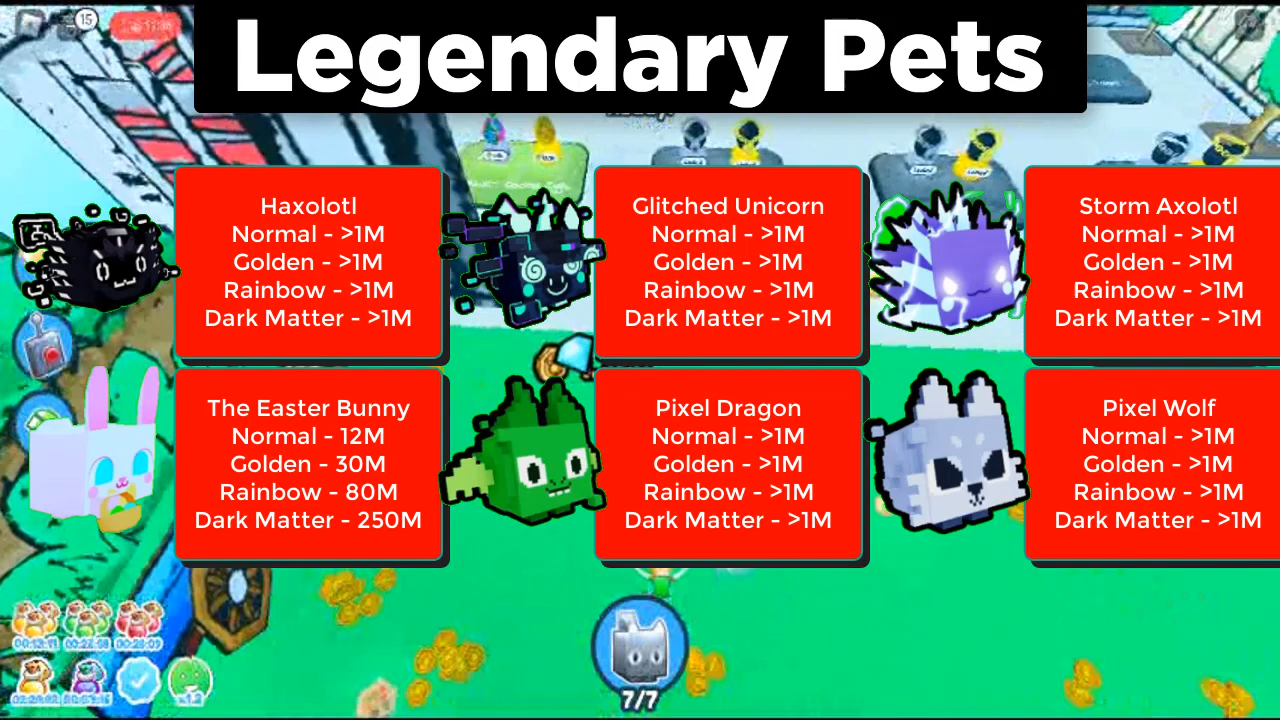 15
Legendary Pets
Haxolotl
Normal - >1M
Golden - >1M
Rainbow - >1M
Dark Matter - >1M
Glitched Unicorn
Normal - >1M
Golden - >1M
Rainbow - >1M
Dark Matter - >1M
Storm Axolotl
Normal - >1M
Golden - >1M
Rainbow - >1M
Dark Matter - >1M
The Easter Bunny
Normal - 12M
Golden - 30M
Rainbow - 80M
Dark Matter - 250M
Pixel Dragon
Normal - >1M
Golden - >1M
Rainbow - >1M
Dark Matter - >1M
Pixel Wolf
Normal - >1M
Golden - >1M
Rainbow - >1M
Dark Matter - >1M
7/7